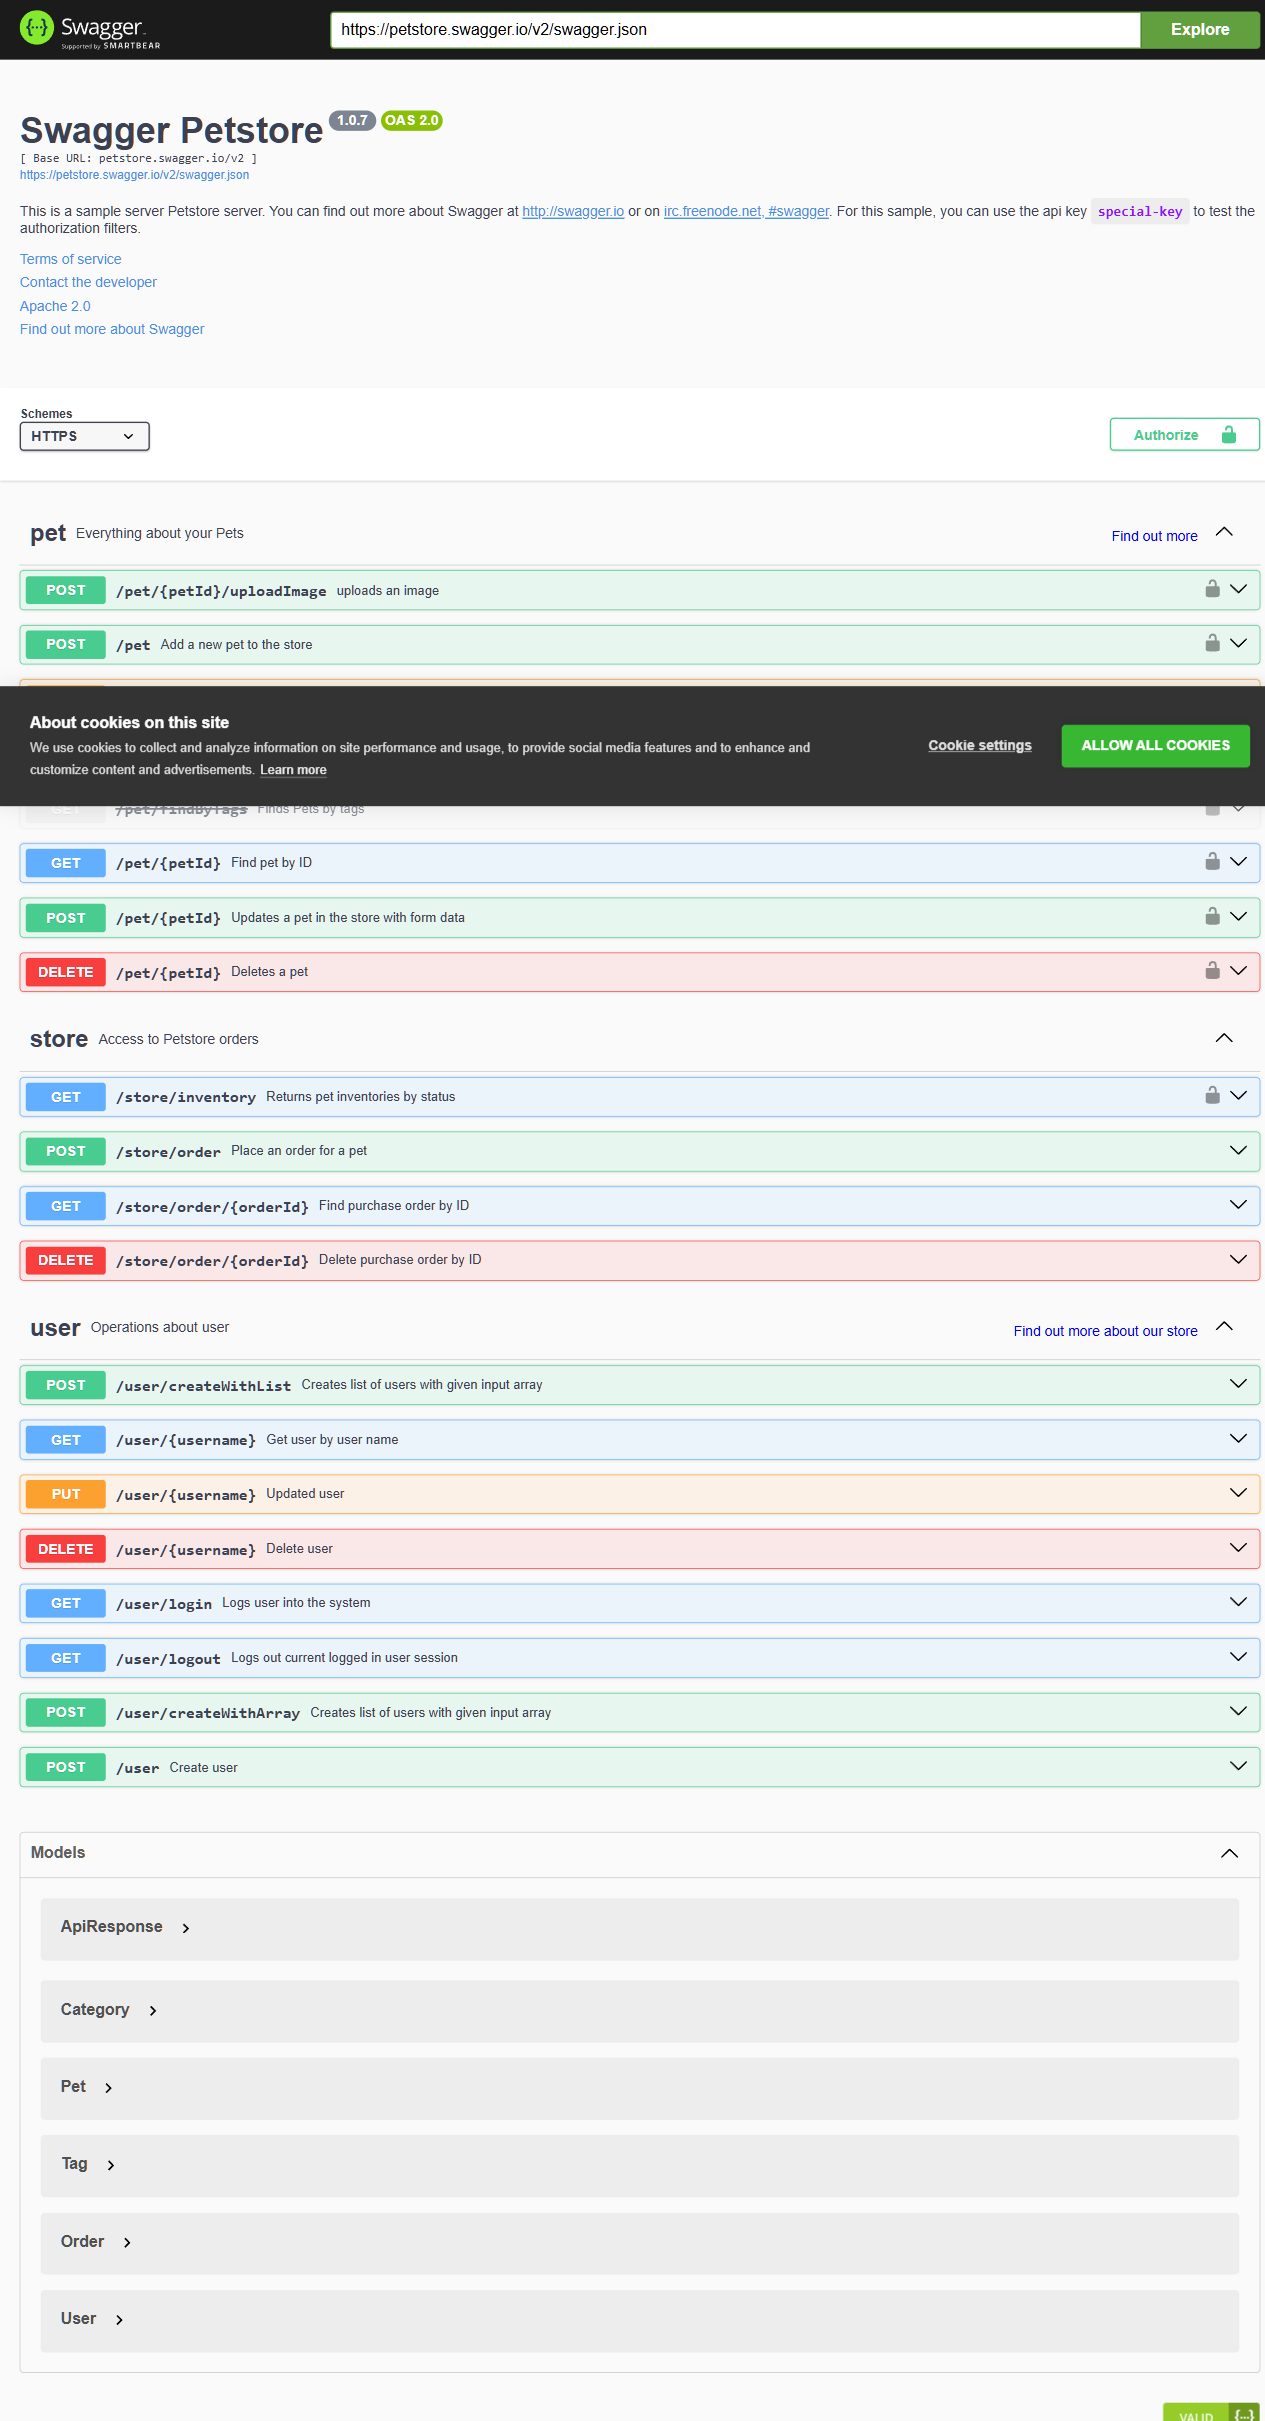 Swagger
Supported by SMARTBEAR
https://petstore.swagger.io/v2/swagger.json
Explore
Swagger Petstore 1.0.7 OAS 2.0
[ Base URL: petstore.swagger.io/v2 ]
https://petstore.swagger.io/v2/swagger.json
This is a sample server Petstore server. You can find out more about Swagger at http://swagger.io or on irc.freenode.net, #swagger. For this sample, you can use the api key special-key to test the
authorization filters.
Terms of service
Contact the developer
Apache 2.0
Find out more about Swagger
Schemes
HTTPS
Authorize
pet Everything about your Pets Find out more
POST /pet/{petId}/uploadImage uploads an image
POST /pet Add a new pet to the store
About cookies on this site
We use cookies to collect and analyze information on site performance and usage, to provide social media features and to enhance and
customize content and advertisements. Learn more
Cookie settings
ALLOW ALL COOKIES
GET /pet/findByTags Finds Pets by tags
GET /pet/{petId} Find pet by ID
POST /pet/{petId} Updates a pet in the store with form data
DELETE /pet/{petId} Deletes a pet
store Access to Petstore orders
GET /store/inventory Returns pet inventories by status
POST /store/order Place an order for a pet
GET /store/order/{orderId} Find purchase order by ID
DELETE /store/order/{orderId} Delete purchase order by ID
user Operations about user Find out more about our store
POST /user/createWithList Creates list of users with given input array
GET /user/{username} Get user by user name
PUT /user/{username} Updated user
DELETE /user/{username} Delete user
GET /user/login Logs user into the system
GET /user/logout Logs out current logged in user session
POST /user/createWithArray Creates list of users with given input array
POST /user Create user
Models
ApiResponse
Category
Pet
Tag
Order
User
VALID {...}